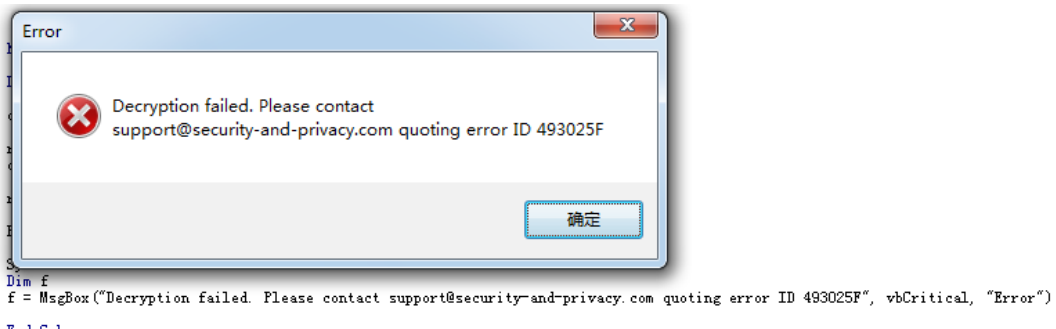 Error
Decryption failed. Please contact
support@security-and-privacy.com quoting error ID 493025F
确定
Dim f
f = MsgBox("Decryption failed. Please contact support@security-and-privacy.com quoting error ID 493025F", vbCritical, "Error")